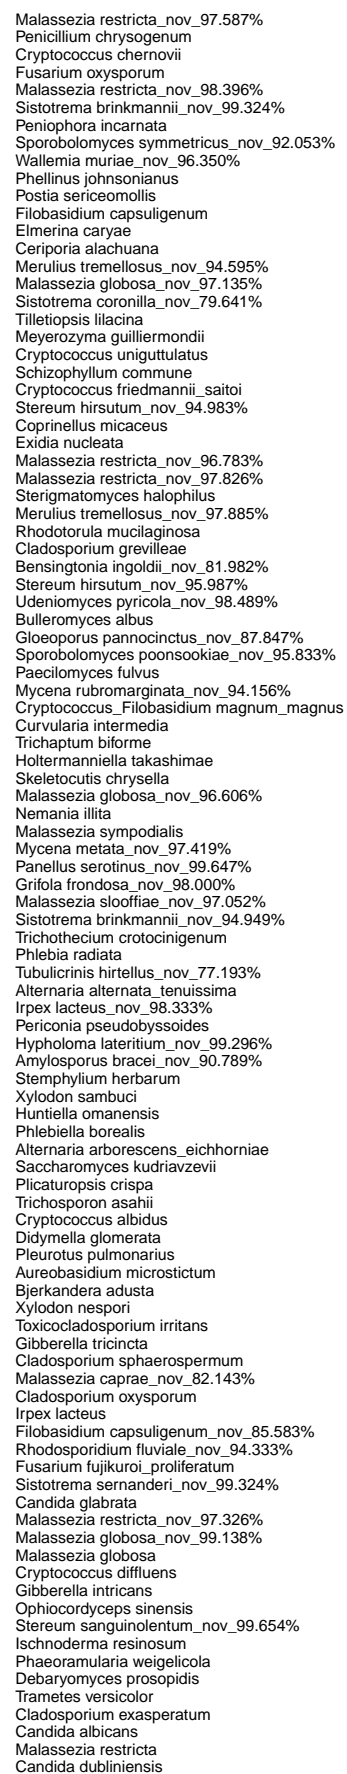 Malassezia restricta_nov_97.587%
Penicillium chrysogenum
Cryptococcus chernovii
Fusarium oxysporum
Malassezia restricta_nov_98.396%
Sistotrema brinkmannii_nov_99.324%
Peniophora incarnata
Sporobolomyces symmetricus_nov_92.053%
Wallemia muriae_nov_96.350%
Phellinus johnsonianus
Postia sericeomollis
Filobasidium capsuligenum
Elmerina caryae
Ceriporia alachuana
Merulius tremellosus_nov_94.595%
Malassezia globosa_nov_97.135%
Sistotrema coronilla_nov_79.641%
Tilletiopsis lilacina
Meyerozyma guilliermondii
Cryptococcus uniguttulatus
Schizophyllum commune
Cryptococcus friedmannii_saitoi
Stereum hirsutum_nov_94.983%
Coprinellus micaceus
Exidia nucleata
Malassezia restricta_nov_96.783%
Malassezia restricta_nov_97.826%
Sterigmatomyces halophilus
Merulius tremellosus_nov_97.885%
Rhodotorula mucilaginosa
Cladosporium grevilleae
Bensingtonia ingoldii_nov_81.982%
Stereum hirsutum_nov_95.987%
Udeniomyces pyricola_nov_98.489%
Bulleromyces albus
Gloeoporus pannocinctus_nov_87.847%
Sporobolomyces poonsookiae_nov_95.833%
Paecilomyces fulvus
Mycena rubromarginata_nov_94.156%
Cryptococcus_Filobasidium magnum_magnus
Curvularia intermedia
Trichaptum biforme
Holtermanniella takashimae
Skeletocutis chrysella
Malassezia globosa_nov_96.606%
Nemania illita
Malassezia sympodialis
Mycena metata_nov_97.419%
Panellus serotinus_nov_99.647%
Grifola frondosa_nov_98.000%
Malassezia slooffiae_nov_97.052%
Sistotrema brinkmannii_nov_94.949%
Trichothecium crotocinigenum
Phlebia radiata
Tubulicrinis hirtellus_nov_77.193%
Alternaria alternata_tenuissima
Irpex lacteus_nov_98.333%
Periconia pseudobyssoides
Hypholoma lateritium_nov_99.296%
Amylosporus bracei_nov_90.789%
Stemphylium herbarum
Xylodon sambuci
Huntiella omanensis
Phlebiella borealis
Alternaria arborescens_eichhorniae
Saccharomyces kudriavzevii
Plicaturopsis crispa
Trichosporon asahii
Cryptococcus albidus
Didymella glomerata
Pleurotus pulmonarius
Aureobasidium microstictum
Bjerkandera adusta
Xylodon nespori
Toxicocladosporium irritans
Gibberella tricincta
Cladosporium sphaerospermum
Malassezia caprae_nov_82.143%
Cladosporium oxysporum
Irpex lacteus
Filobasidium capsuligenum_nov_85.583%
Rhodosporidium fluviale_nov_94.333%
Fusarium fujikuroi_proliferatum
Sistotrema sernanderi_nov_99.324%
Candida glabrata
Malassezia restricta_nov_97.326%
Malassezia globosa_nov_99.138%
Malassezia globosa
Cryptococcus diffluens
Gibberella intricans
Ophiocordyceps sinensis
Stereum sanguinolentum_nov_99.654%
Ischnoderma resinosum
Phaeoramularia weigelicola
Debaryomyces prosopidis
Trametes versicolor
Cladosporium exasperatum
Candida albicans
Malassezia restricta
Candida dubliniensis